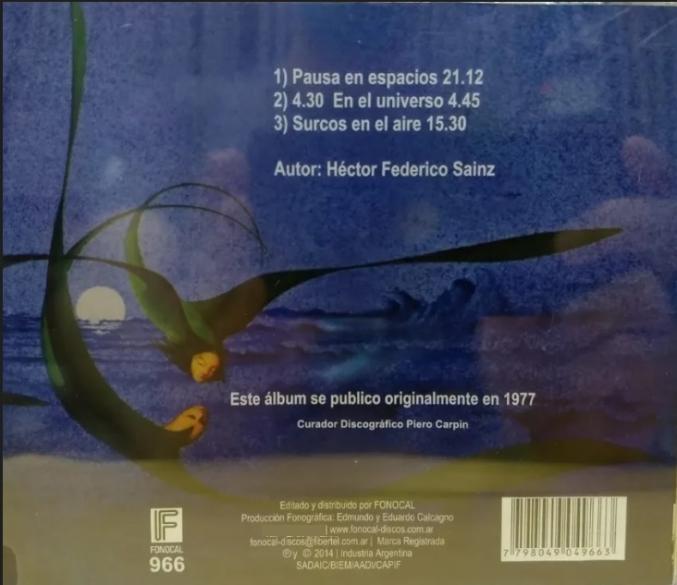 1) Pausa en espacios 21.12
2) 4.30 En el universo 4.45
3) Surcos en el aire 15.30
Autor: Héctor Federico Sainz
Este álbum se publico originalmente en 1977
Curador Discográfico Piero Carpin
Editado y distribuido por FONOCAL
Producción Fonográfica: Edmundo y Eduardo Calcagno
| www.fonocal-discos.com.ar
fonocal-discos@fibertel.com.ar | Marca Registrada
℗y © 2014 | Industria Argentina
SADAIC/BIEM/AADI/CAPIF
FONOCAL
966
7 798049 049663